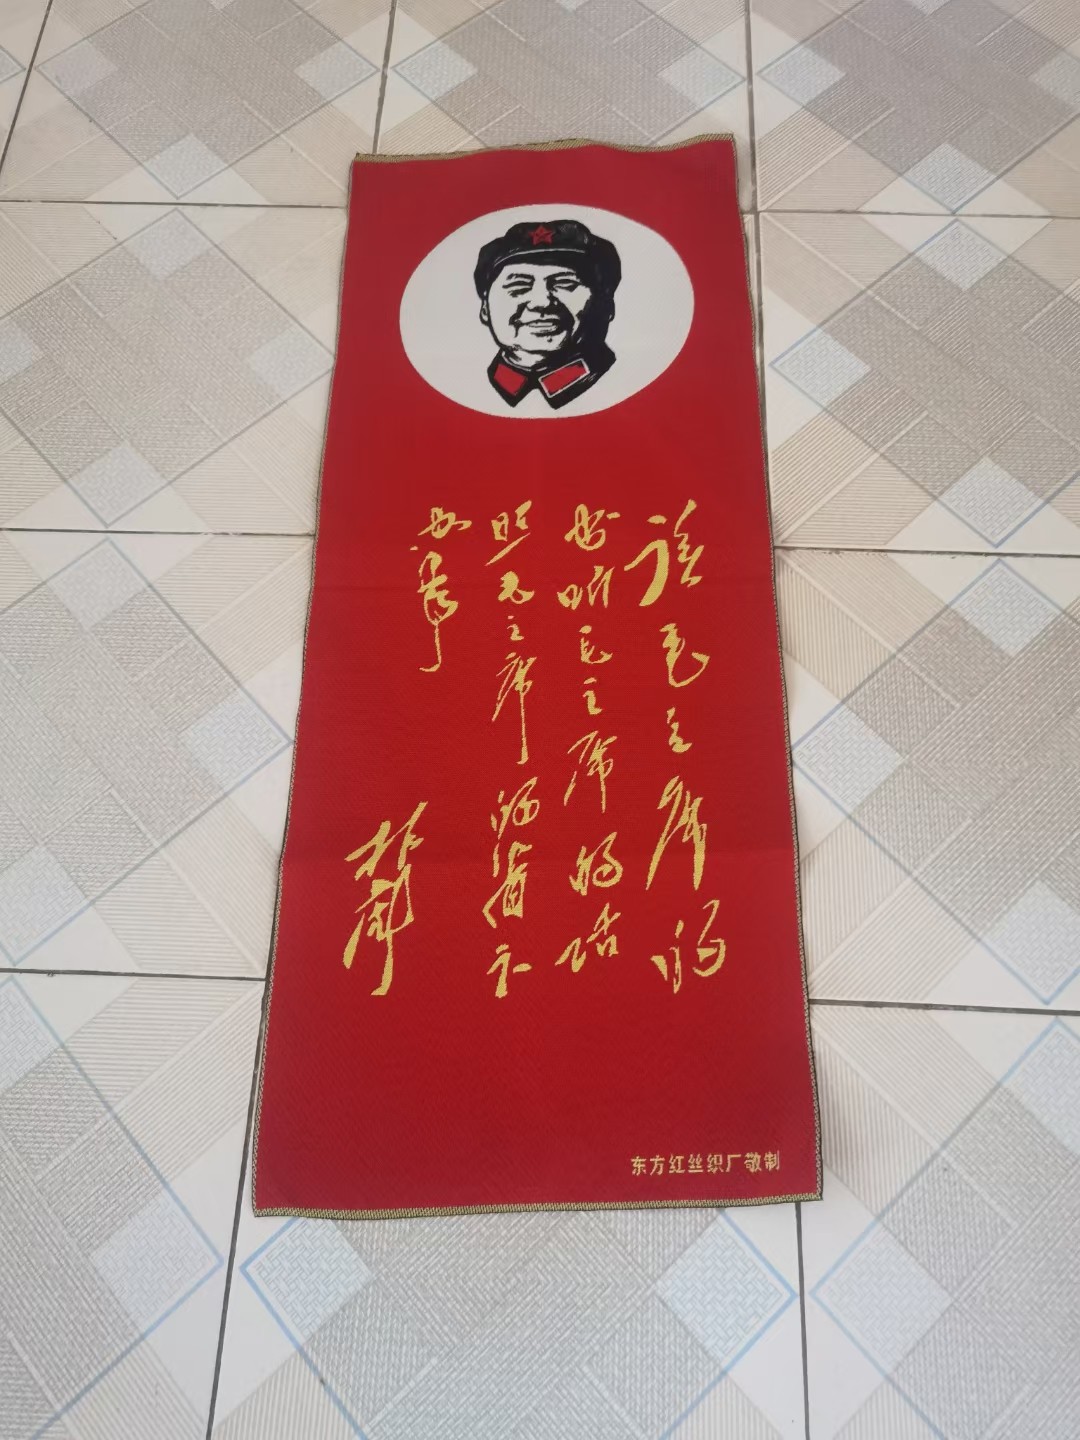 读毛主席的
书听毛主席的话
照毛主席的指示
办事
林彪
东方红丝织厂敬制